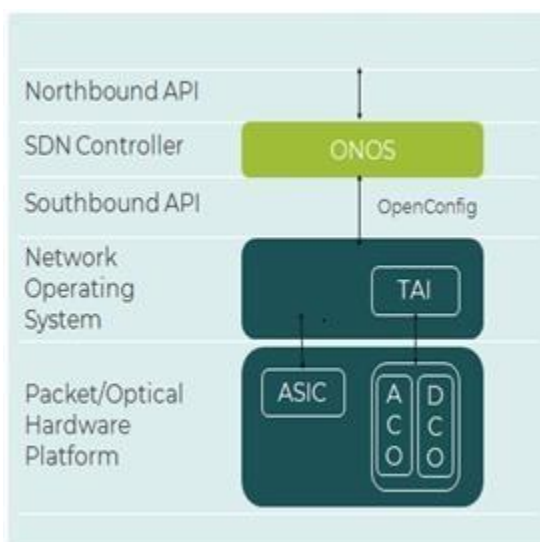 Northbound API
SDN Controller
ONOS
Southbound API
OpenConfig
Network
Operating
System
TAI
Packet/Optical
Hardware
Platform
ASIC
A
C
O
D
C
O